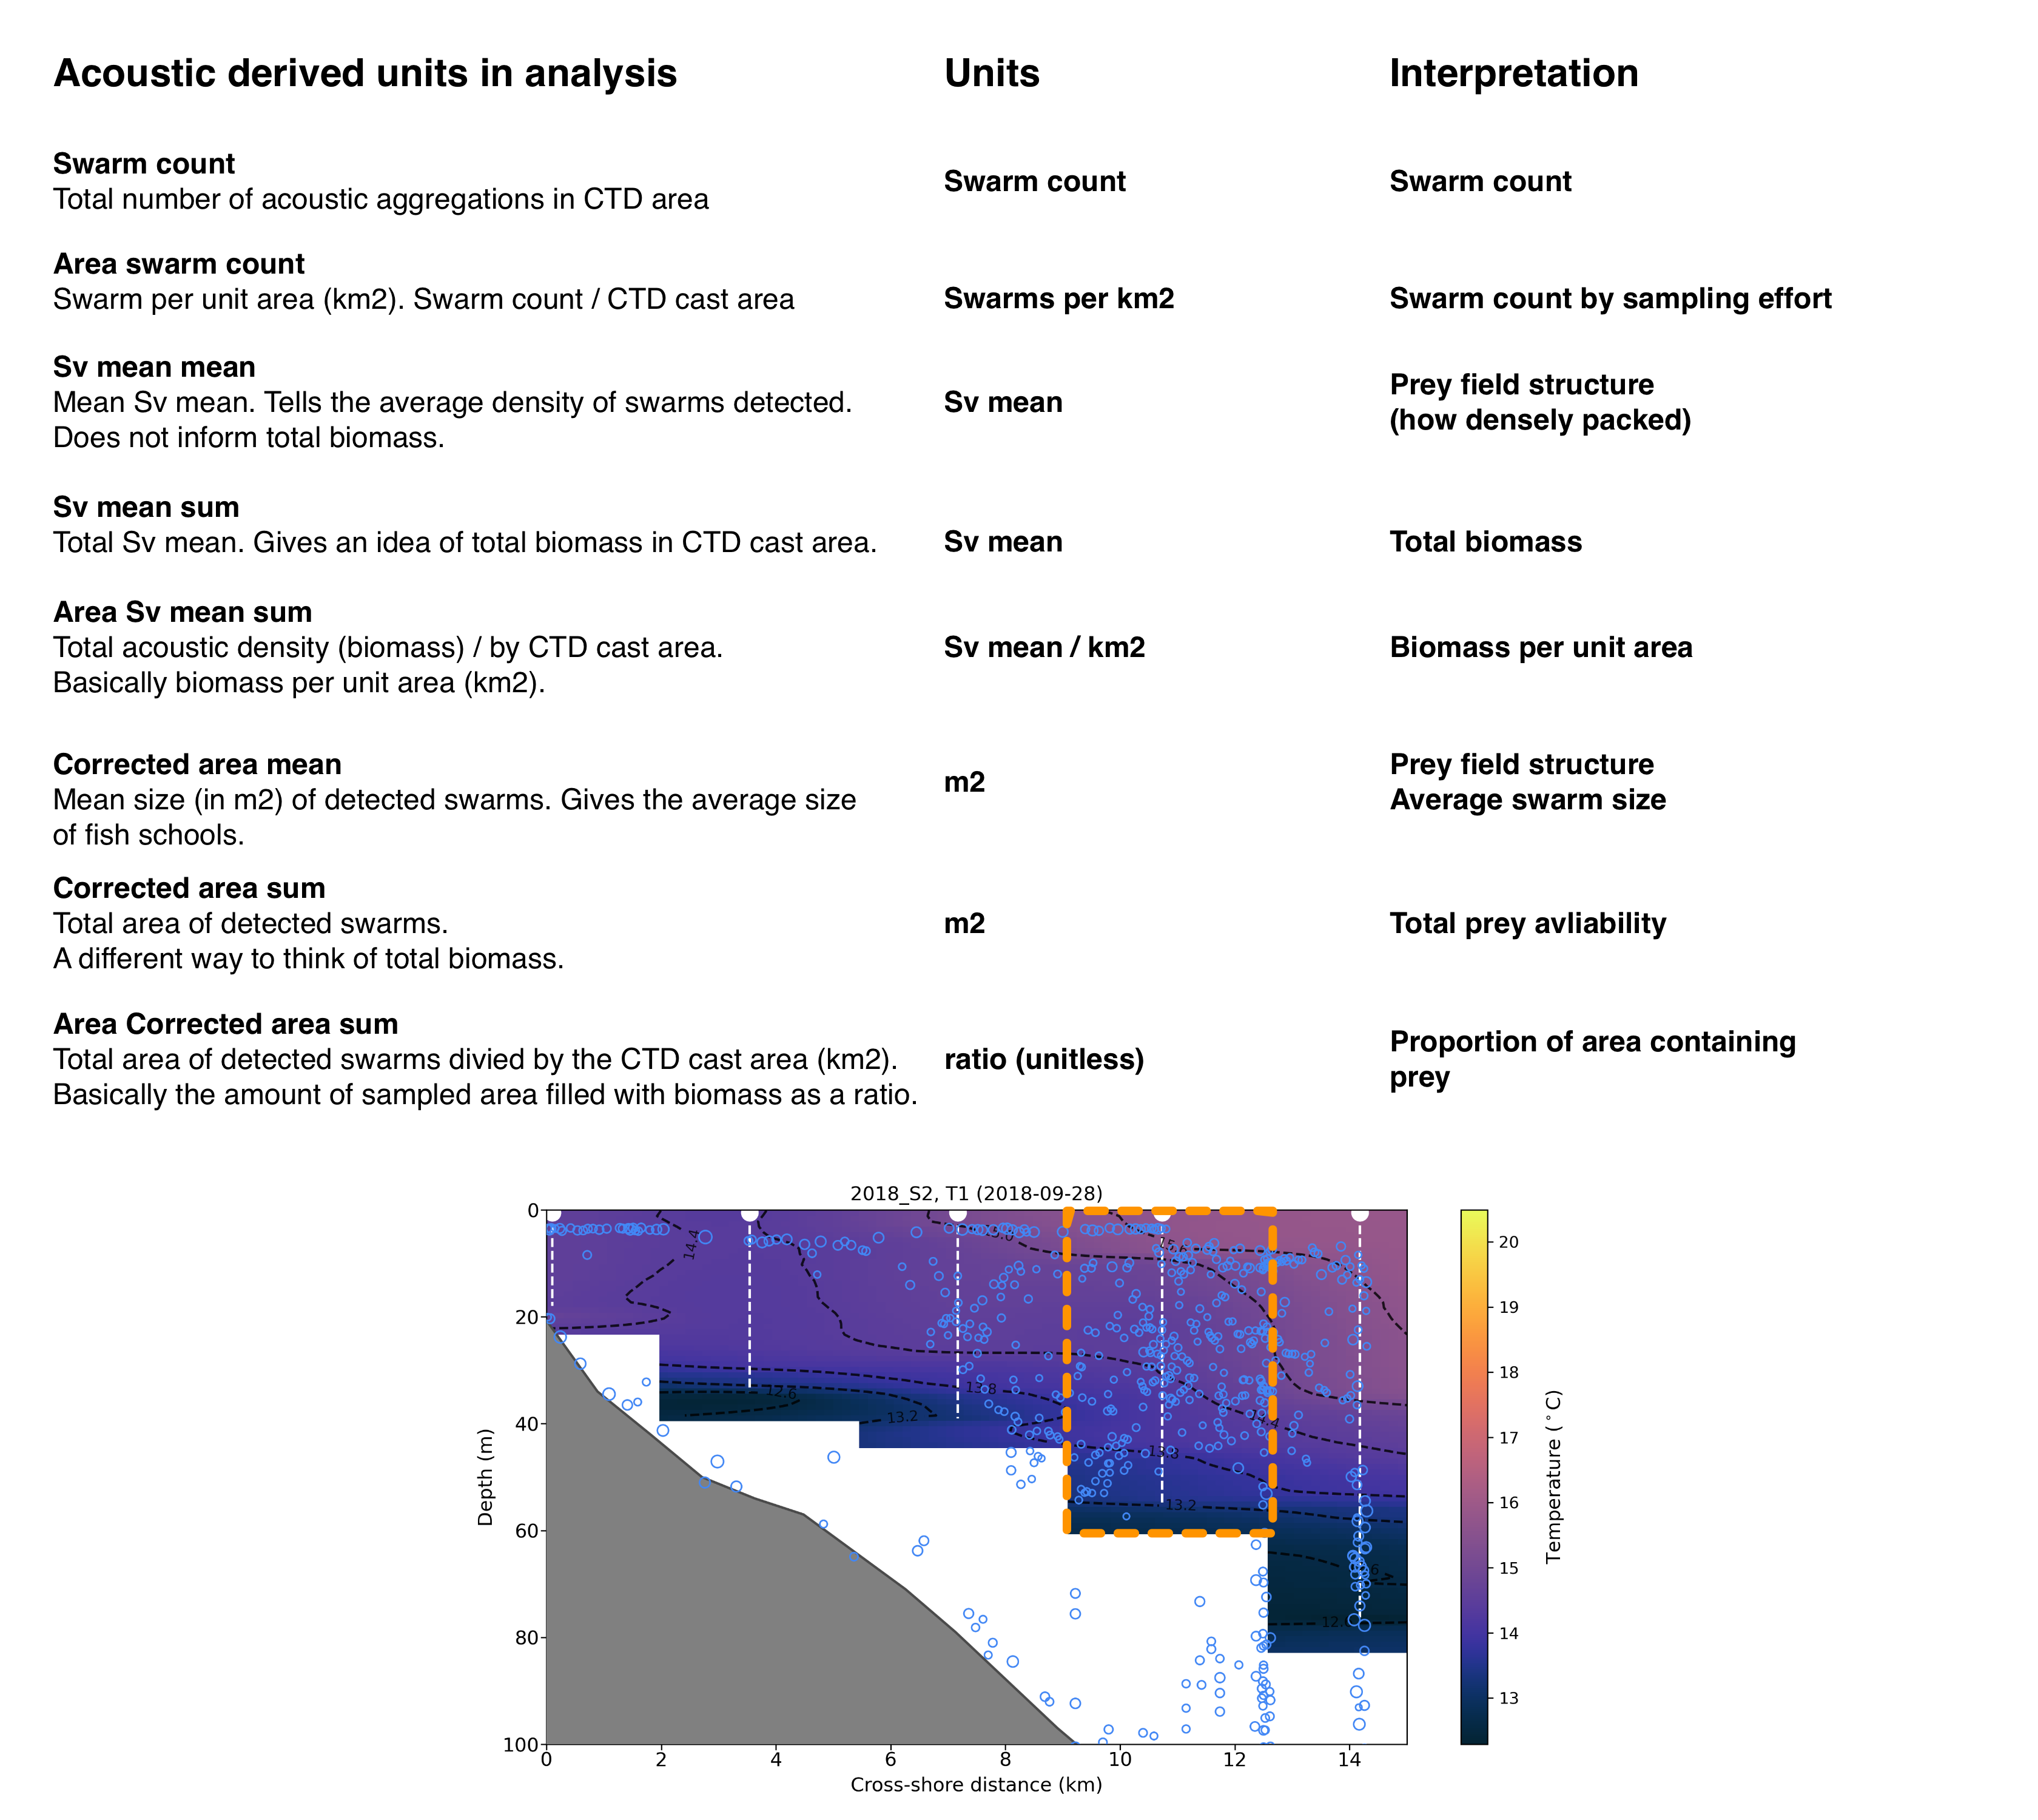 Acoustic derived units in analysis Units Interpretation
Swarm count
Total number of acoustic aggregations in CTD area
Swarm count
Swarm count
Area swarm count
Swarm per unit area (km2). Swarm count / CTD cast area
Swarms per km2
Swarm count by sampling effort
Sv mean mean
Mean Sv mean. Tells the average density of swarms detected.
Does not inform total biomass.
Sv mean
Prey field structure
(how densely packed)
Sv mean sum
Total Sv mean. Gives an idea of total biomass in CTD cast area.
Sv mean
Total biomass
Area Sv mean sum
Total acoustic density (biomass) / by CTD cast area.
Basically biomass per unit area (km2).
Sv mean / km2
Biomass per unit area
Corrected area mean
Mean size (in m2) of detected swarms. Gives the average size
of fish schools.
m2
Prey field structure
Average swarm size
Corrected area sum
Total area of detected swarms.
A different way to think of total biomass.
m2
Total prey avliability
Area Corrected area sum
Total area of detected swarms divied by the CTD cast area (km2).
Basically the amount of sampled area filled with biomass as a ratio.
ratio (unitless)
Proportion of area containing
prey
2018_S2, T1 (2018-09-28)
0
20
40
60
80
100
Depth (m)
14.4
12.6
13.2
13.8
13.8
13.2
0
2
4
6
8
10
12
14
Cross-shore distance (km)
20
19
18
17
16
15
14
13
Temperature (°C)